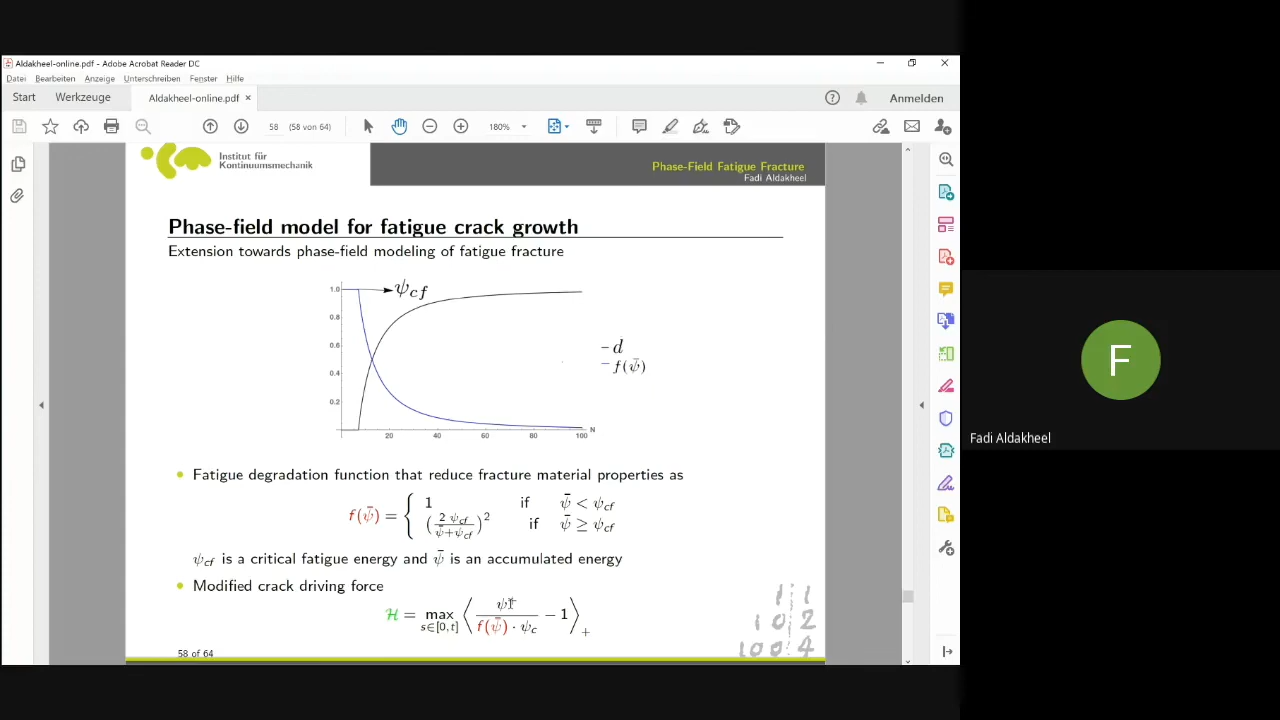 Aldakheel-online.pdf - Adobe Acrobat Reader DC
Datei Bearbeiten Anzeige Unterschreiben Fenster Hilfe
Start Werkzeuge Aldakheel-online.pdf × Anmelden
58 (58 von 64) 180%
Institut für
Kontinuumsmechanik
Phase-Field Fatigue Fracture
Fadi Aldakheel
Phase-field model for fatigue crack growth
Extension towards phase-field modeling of fatigue fracture
1.0 ψcf
0.8
0.6
0.4
0.2
20 40 60 80 100 N
– d
– f(ψ̄)
• Fatigue degradation function that reduce fracture material properties as
f(ψ̄) = { 1 if ψ̄ < ψcf
(2 ψcf / ψ̄+ψcf)² if ψ̄ ≥ ψcf
ψcf is a critical fatigue energy and ψ̄ is an accumulated energy
• Modified crack driving force
H = max s∈[0,t] ⟨ ψ+ / f(ψ̄) · ψc − 1 ⟩+
1 1
10 2
100 4
58 of 64
F
Fadi Aldakheel